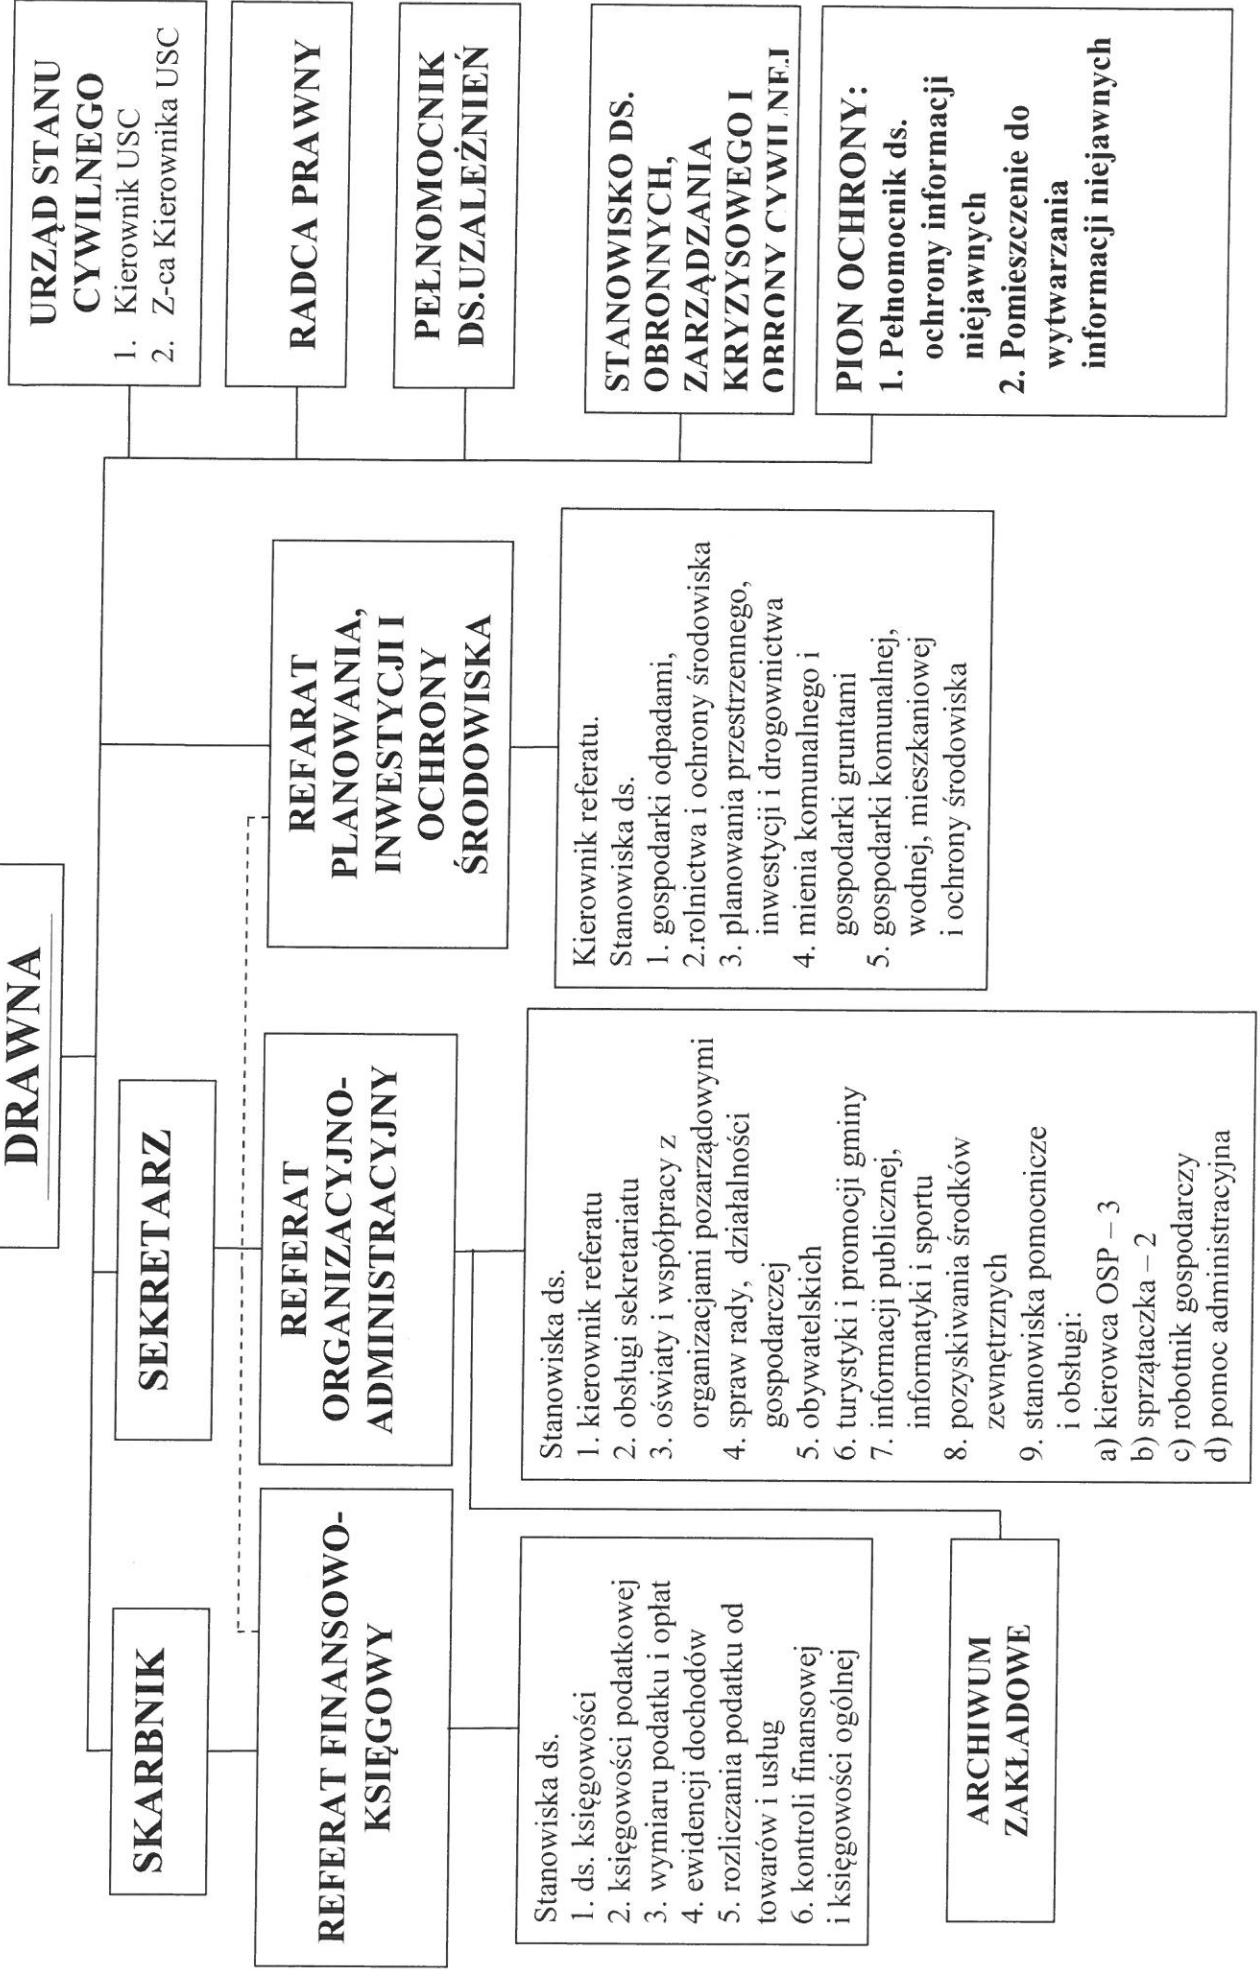 DRAWNA
SKARBNIK
SEKRETARZ
REFERAT FINANSOWO-
KSIĘGOWY
REFERAT
ORGANIZACYJNO-
ADMINISTRACYJNY
REFARAT
PLANOWANIA,
INWESTYCJI I
OCHRONY
ŚRODOWISKA
Stanowiska ds.
1. ds. księgowości
2. księgowości podatkowej
3. wymiaru podatku i opłat
4. ewidencji dochodów
5. rozliczania podatku od
towarów i usług
6. kontroli finansowej
i księgowości ogólnej
ARCHIWUM
ZAKŁADOWE
Stanowiska ds.
1. kierownik referatu
2. obsługi sekretariatu
3. oświaty i współpracy z
organizacjami pozarządowymi
4. spraw rady, działalności
gospodarczej
5. obywatelskich
6. turystyki i promocji gminy
7. informacji publicznej,
informatyki i sportu
8. pozyskiwania środków
zewnętrznych
9. stanowiska pomocnicze
i obsługi:
a) kierowca OSP – 3
b) sprzątaczka – 2
c) robotnik gospodarczy
d) pomoc administracyjna
Kierownik referatu.
Stanowiska ds.
1. gospodarki odpadami,
2.rolnictwa i ochrony środowiska
3. planowania przestrzennego,
inwestycji i drogownictwa
4. mienia komunalnego i
gospodarki gruntami
5. gospodarki komunalnej,
wodnej, mieszkaniowej
i ochrony środowiska
URZĄD STANU
CYWILNEGO
1. Kierownik USC
2. Z-ca Kierownika USC
RADCA PRAWNY
PEŁNOMOCNIK
DS.UZALEŻNIEŃ
STANOWISKO DS.
OBRONNYCH,
ZARZĄDZANIA
KRYZYSOWEGO I
OBRONY CYWILNEJ
PION OCHRONY:
1. Pełnomocnik ds.
ochrony informacji
niejawnych
2. Pomieszczenie do
wytwarzania
informacji niejawnych